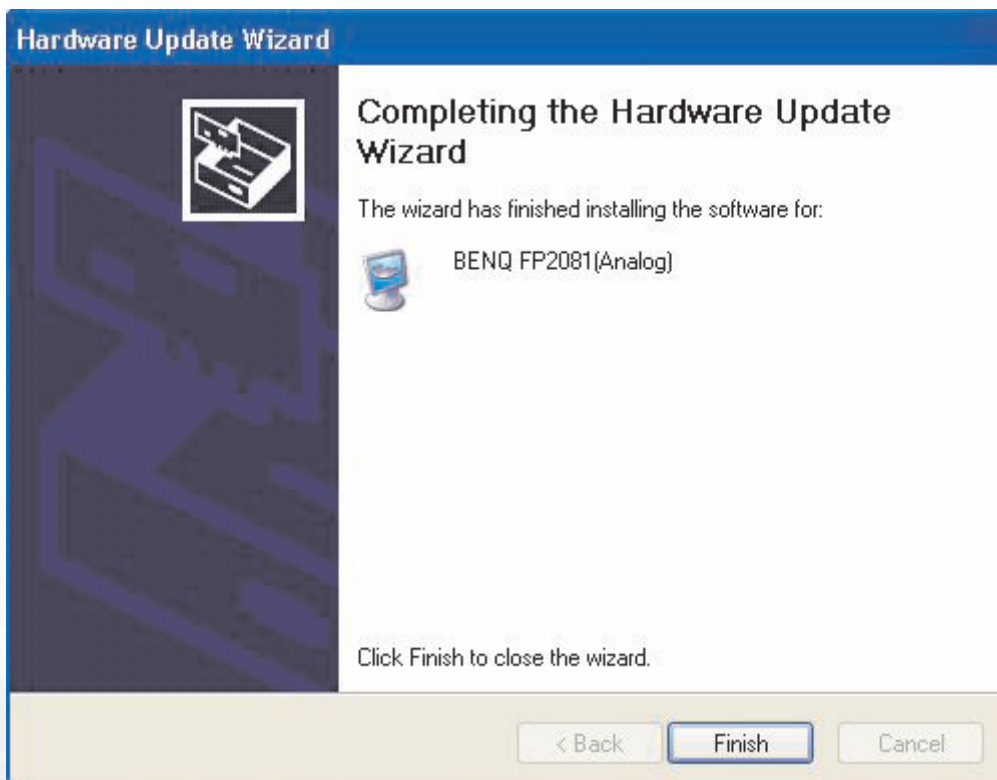 Hardware Update Wizard
Completing the Hardware Update
Wizard
The wizard has finished installing the software for:
BENQ FP2081(Analog)
Click Finish to close the wizard.
< Back
Finish
Cancel